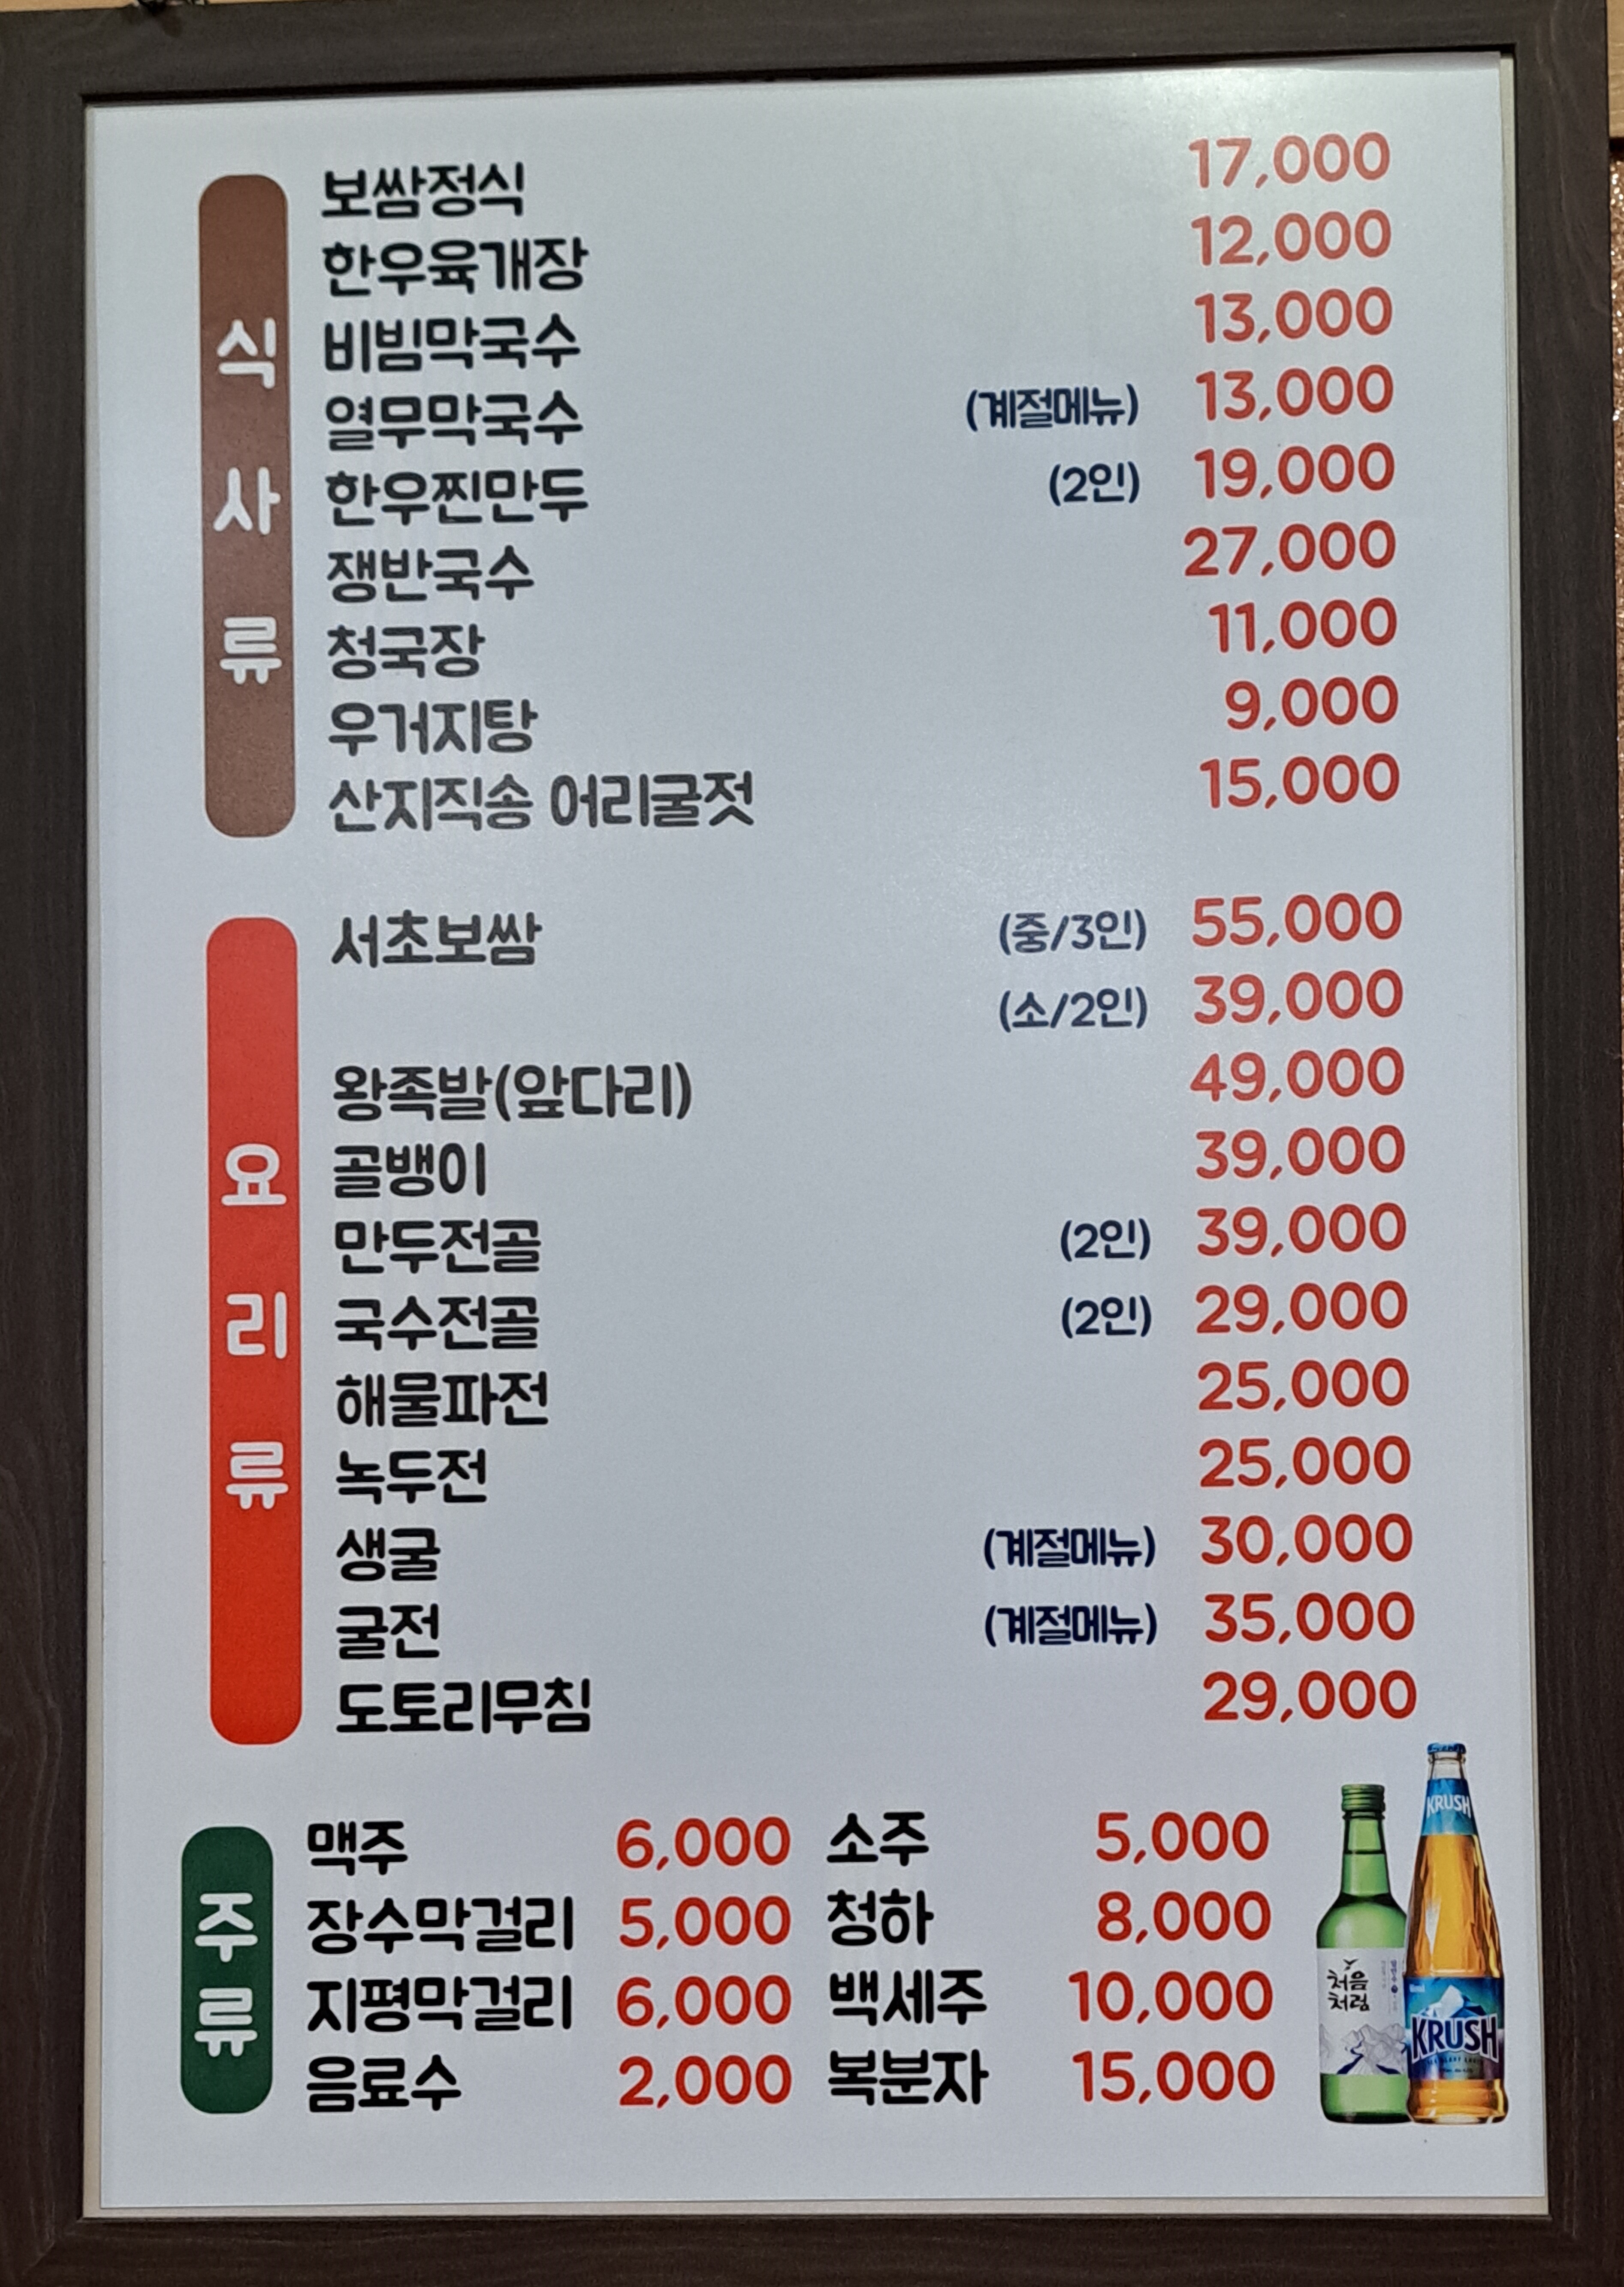 식사류
보쌈정식 17,000
한우육개장 12,000
비빔막국수 13,000
열무막국수 (계절메뉴) 13,000
한우찐만두 (2인) 19,000
쟁반국수 27,000
청국장 11,000
우거지탕 9,000
산지직송 어리굴젓 15,000
요리류
서초보쌈 (중/3인) 55,000
(소/2인) 39,000
왕족발(앞다리) 49,000
골뱅이 39,000
만두전골 (2인) 39,000
국수전골 (2인) 29,000
해물파전 25,000
녹두전 25,000
생굴 (계절메뉴) 30,000
굴전 (계절메뉴) 35,000
도토리무침 29,000
주류
맥주 6,000 소주 5,000
장수막걸리 5,000 청하 8,000
지평막걸리 6,000 백세주 10,000
음료수 2,000 복분자 15,000
처음
처럼
KRUSH
KRUSH